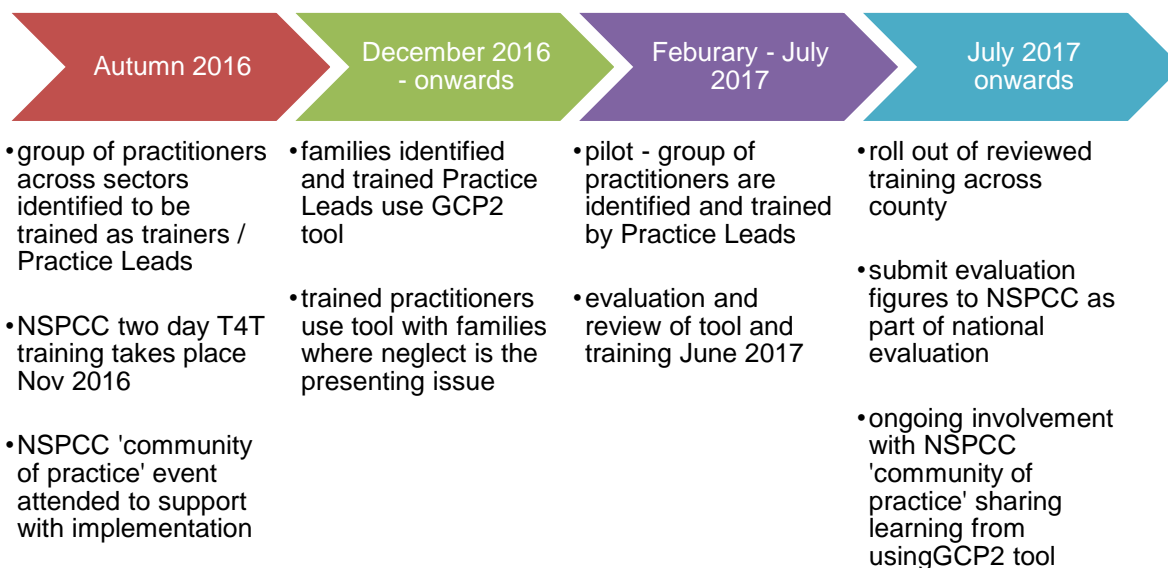 Autumn 2016
December 2016
- onwards
Feburary - July
2017
July 2017
onwards
•group of practitioners
across sectors
identified to be
trained as trainers /
Practice Leads
•NSPCC two day T4T
training takes place
Nov 2016
•NSPCC 'community
of practice' event
attended to support
with implementation
•families identified
and trained Practice
Leads use GCP2
tool
•trained practitioners
use tool with families
where neglect is the
presenting issue
•pilot - group of
practitioners are
identified and trained
by Practice Leads
•evaluation and
review of tool and
training June 2017
•roll out of reviewed
training across
county
•submit evaluation
figures to NSPCC as
part of national
evaluation
•ongoing involvement
with NSPCC
'community of
practice' sharing
learning from
usingGCP2 tool